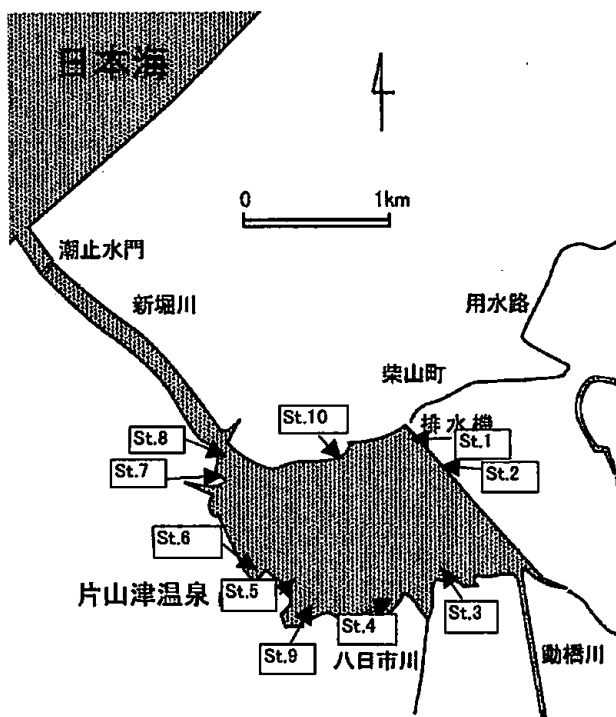 日本海
0 1km
潮止水門
新堀川
用水路
柴山町
St.10
排水機
St.1
St.8
St.2
St.7
St.6
St.5
片山津温泉
St.3
St.4
St.9
八日市川
動橋川